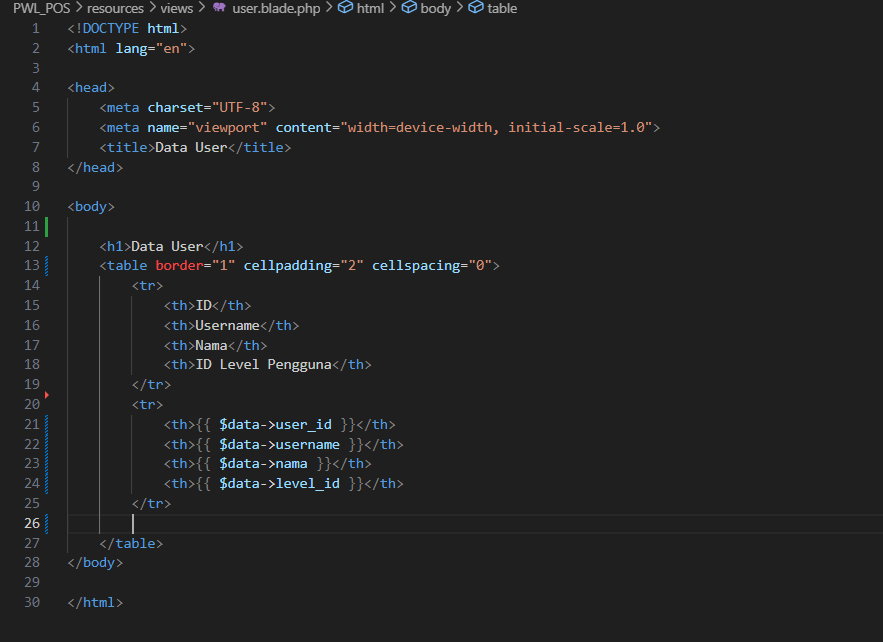 PWL_POS > resources > views > user.blade.php > html > body > table
1 <!DOCTYPE html>
2 <html lang="en">
3
4 <head>
5     <meta charset="UTF-8">
6     <meta name="viewport" content="width=device-width, initial-scale=1.0">
7     <title>Data User</title>
8 </head>
9
10 <body>
11
12     <h1>Data User</h1>
13     <table border="1" cellpadding="2" cellspacing="0">
14         <tr>
15             <th>ID</th>
16             <th>Username</th>
17             <th>Nama</th>
18             <th>ID Level Pengguna</th>
19         </tr>
20         <tr>
21             <th>{{ $data->user_id }}</th>
22             <th>{{ $data->username }}</th>
23             <th>{{ $data->nama }}</th>
24             <th>{{ $data->level_id }}</th>
25         </tr>
26
27     </table>
28 </body>
29
30 </html>